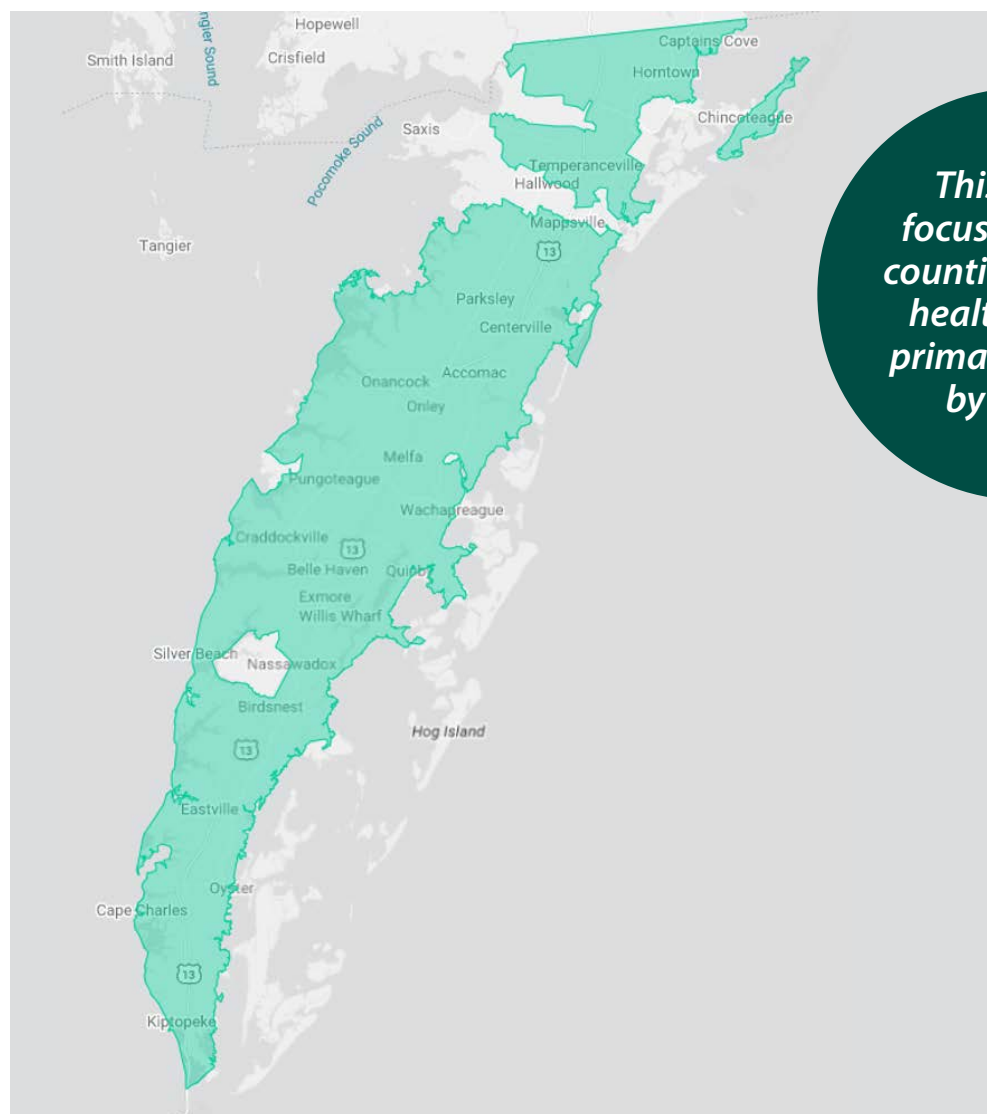 Hopewell
Captains Cove
Smith Island
Crisfield
ngier Sound
Horntown
Chincoteague
Saxis
Pocomoke Sound
Temperanceville
Hallwood
Mappsville
Tangier
13
Parksley
Centerville
Accomac
Onancock
Onley
Melfa
Pungoteague
Wachapreague
Craddockville
13
Belle Haven
Quinby
Exmore
Willis Wharf
Silver Beach
Nassawadox
Birdsnest
Hog Island
13
Eastville
Oyster
Cape Charles
13
Kiptopeke
This
focus
counti
healt
prima
by